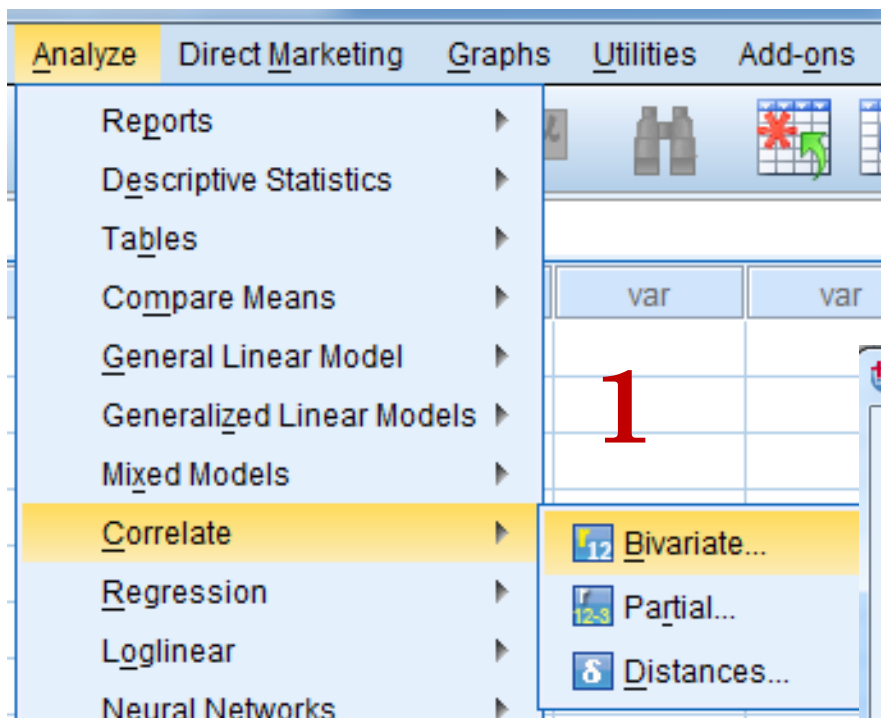 Analyze Direct Marketing Graphs Utilities Add-ons
Reports
Descriptive Statistics
Tables
Compare Means
var var
General Linear Model
Generalized Linear Models
1
Mixed Models
Correlate
Bivariate...
Regression
Partial...
Loglinear
Distances...
Neural Networks